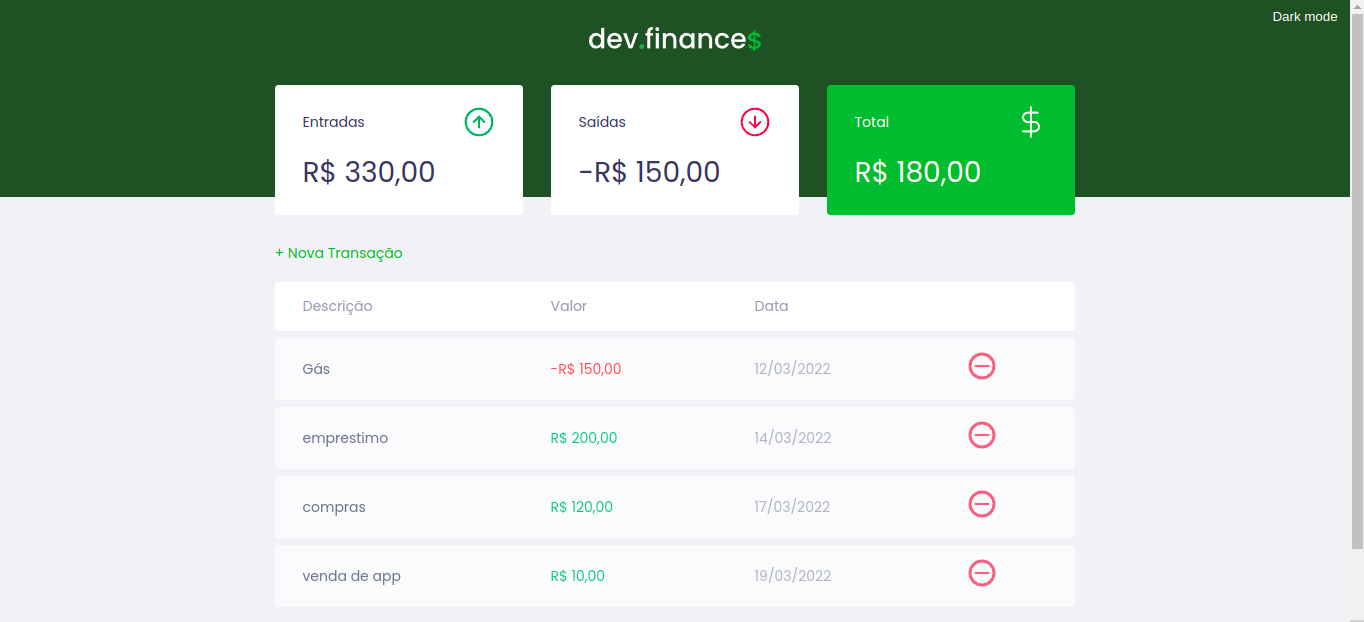 Dark mode
dev.finance$
Entradas
R$ 330,00
Saídas
-R$ 150,00
Total
$
R$ 180,00
+ Nova Transação
Descrição Valor Data
Gás -R$ 150,00 12/03/2022
emprestimo R$ 200,00 14/03/2022
compras R$ 120,00 17/03/2022
venda de app R$ 10,00 19/03/2022